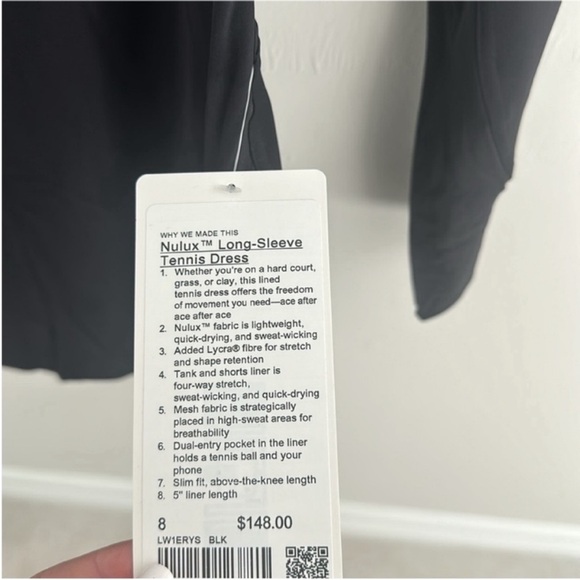 WHY WE MADE THIS
Nulux™ Long-Sleeve
Tennis Dress
1. Whether you're on a hard court,
grass, or clay, this lined
tennis dress offers the freedom
of movement you need—ace after
ace after ace
2. Nulux™ fabric is lightweight,
quick-drying, and sweat-wicking
3. Added Lycra® fibre for stretch
and shape retention
4. Tank and shorts liner is
four-way stretch,
sweat-wicking, and quick-drying
5. Mesh fabric is strategically
placed in high-sweat areas for
breathability
6. Dual-entry pocket in the liner
holds a tennis ball and your
phone
7. Slim fit, above-the-knee length
8. 5" liner length
8 $148.00
LW1ERYS BLK